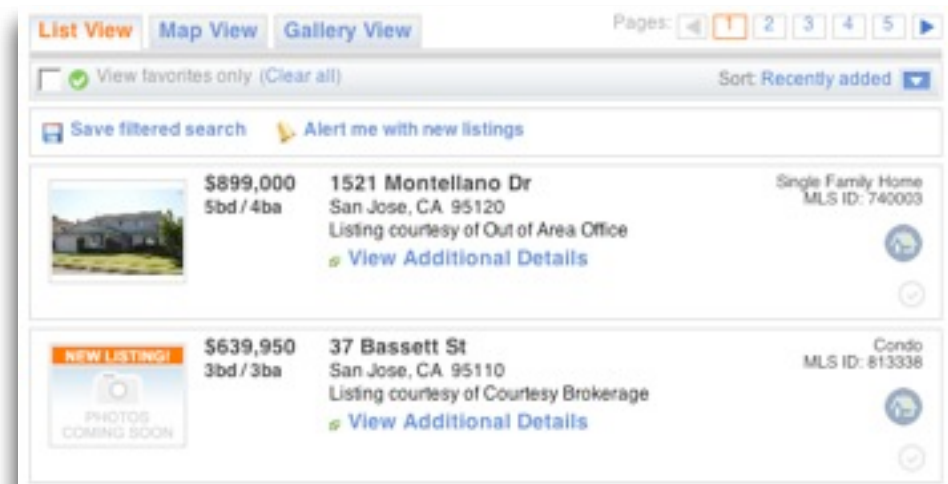 List View Map View Gallery View Pages: 1 2 3 4 5
View favorites only (Clear all) Sort: Recently added
Save filtered search Alert me with new listings
$899,000 1521 Montellano Dr Single Family Home
5bd / 4ba San Jose, CA 95120 MLS ID: 740003
Listing courtesy of Out of Area Office
View Additional Details
NEW LISTING! $639,950 37 Bassett St Condo
3bd / 3ba San Jose, CA 95110 MLS ID: 813336
Listing courtesy of Courtesy Brokerage
PHOTOS View Additional Details
COMING SOON